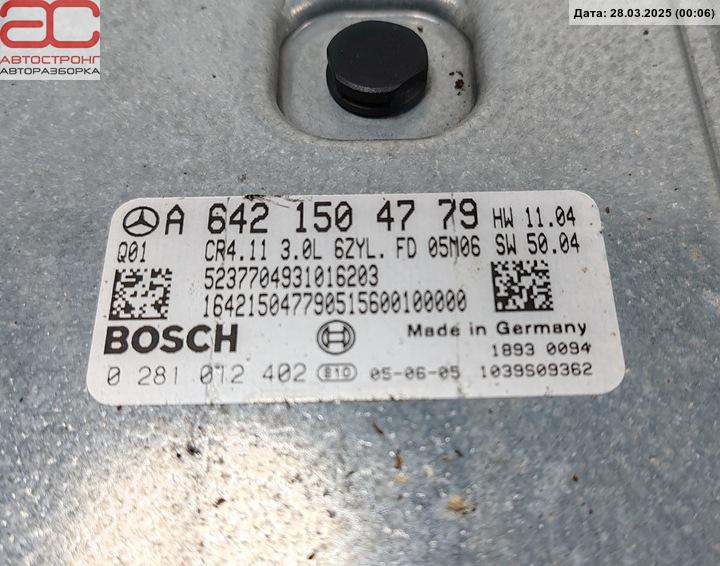 Дата: 28.03.2025 (00:06)
АС
АВТОСТРОНГ
АВТОРАЗБОРКА
A 642 150 47 79 HW 11.04
Q01 CR4.11 3.0L 6ZYL. FD 05M06 SW 50.04
5237704931016203
16421504779051560010000
BOSCH Made in Germany
1893 0094
0 281 012 402 E10 05-06-05 1039S09362